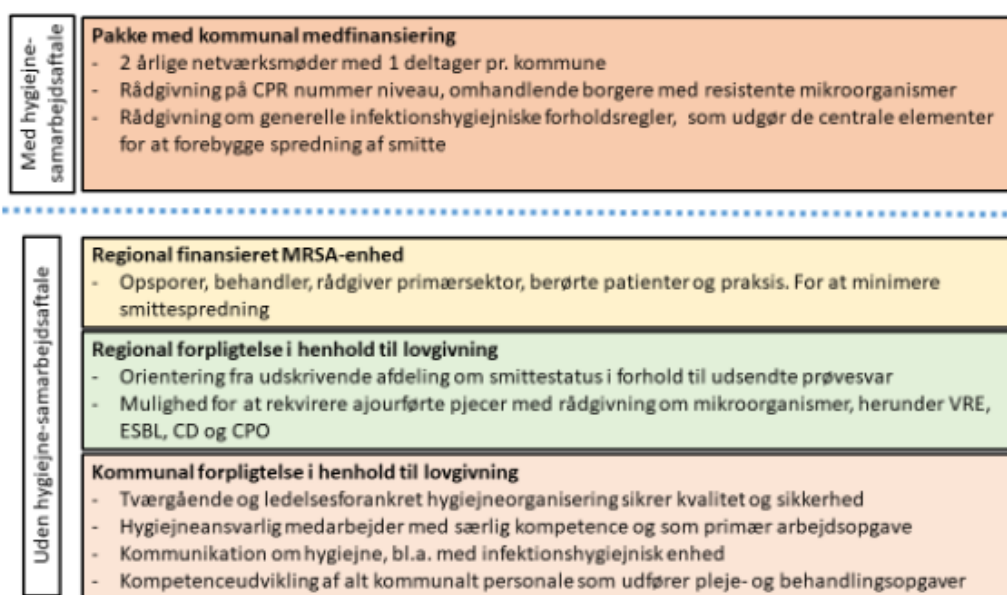 Med hygiejne-
samarbejdsaftale
Pakke med kommunal medfinansiering
- 2 årlige netværksmøder med 1 deltager pr. kommune
- Rådgivning på CPR nummer niveau, omhandlende borgere med resistente mikroorganismer
- Rådgivning om generelle infektionshygiejniske forholdsregler, som udgør de centrale elementer
for at forebygge spredning af smitte
Uden hygiejne-samarbejdsaftale
Regional finansieret MRSA-enhed
- Opsporer, behandler, rådgiver primærsektor, berørte patienter og praksis. For at minimere
smittespredning
Regional forpligtelse i henhold til lovgivning
- Orientering fra udskrivende afdeling om smittestatus i forhold til udsendte prøvesvar
- Mulighed for at rekvirere ajourførte pjecer med rådgivning om mikroorganismer, herunder VRE,
ESBL, CD og CPO
Kommunal forpligtelse i henhold til lovgivning
- Tværgående og ledelsesforankret hygiejneorganisering sikrer kvalitet og sikkerhed
- Hygiejneansvarlig medarbejder med særlig kompetence og som primær arbejdsopgave
- Kommunikation om hygiejne, bl.a. med infektionshygiejnisk enhed
- Kompetenceudvikling af alt kommunalt personale som udfører pleje- og behandlingsopgaver